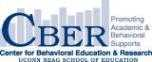 CBER
Promoting
Academic &
Behavioral
Supports
Center for Behavioral Education & Research
UCONN NEAG SCHOOL OF EDUCATION